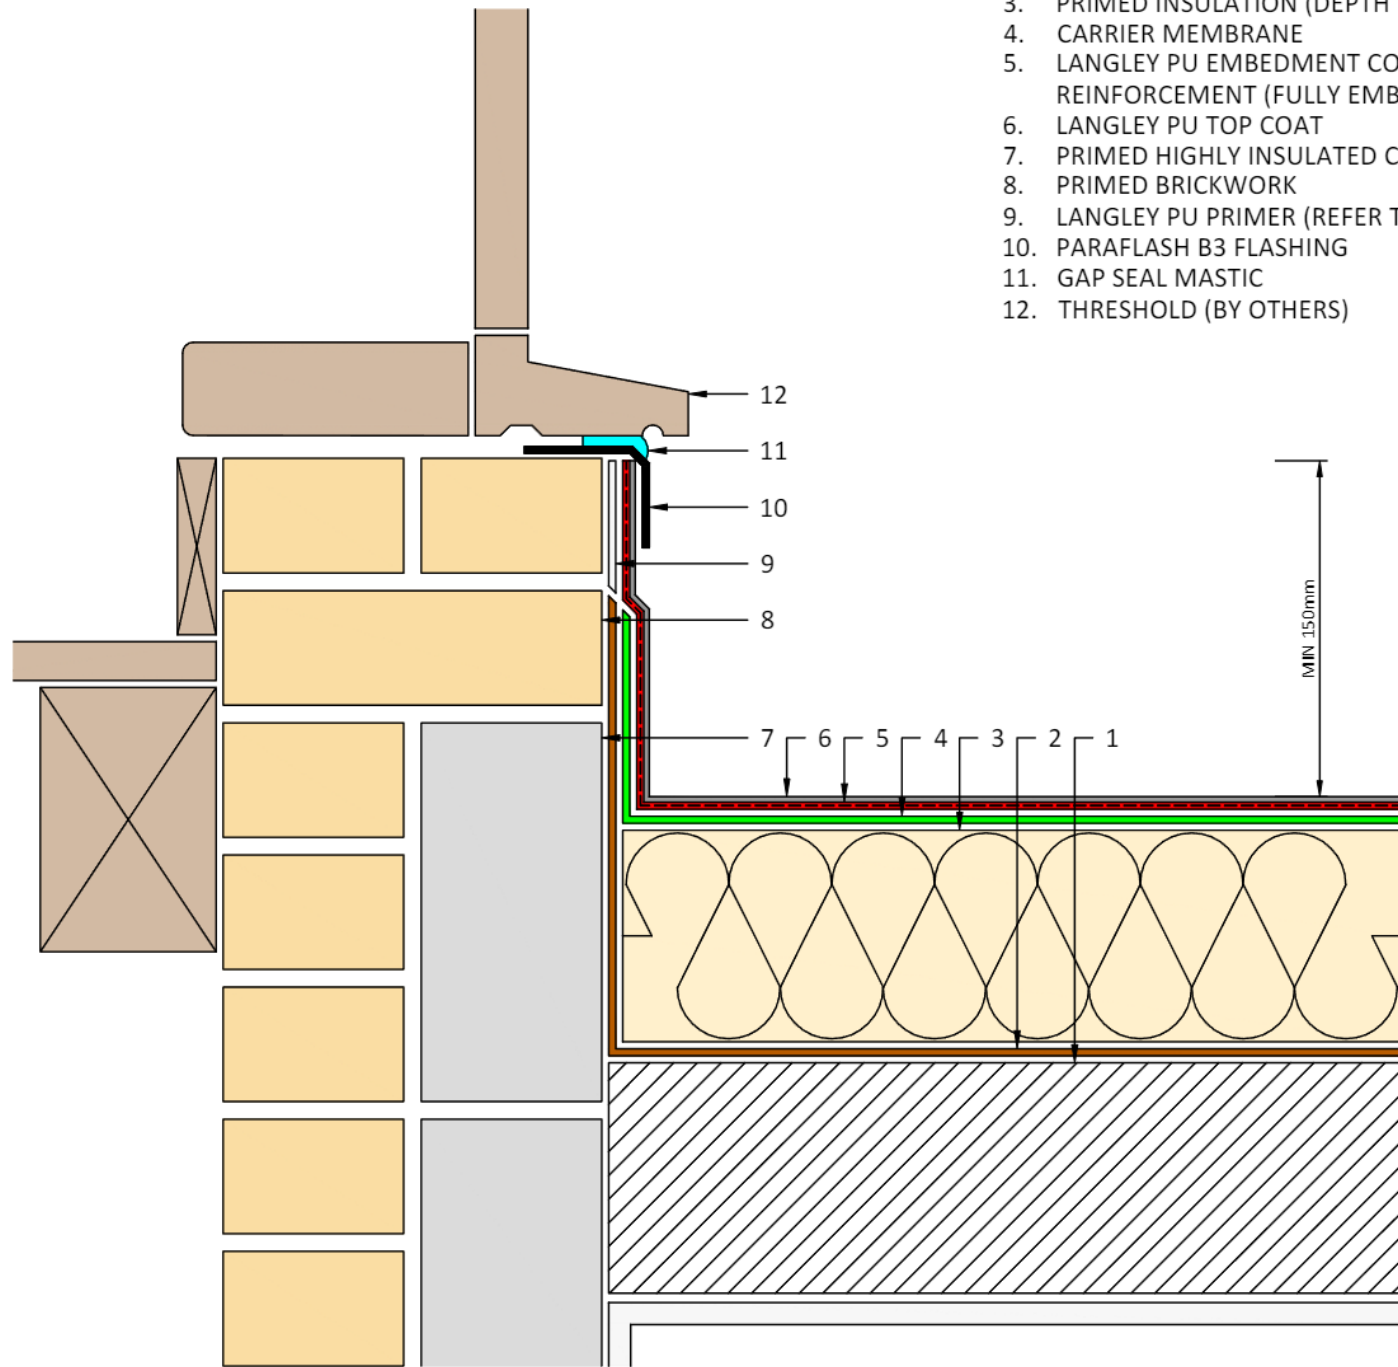 3. PRIMED INSULATION (DEPTH
4. CARRIER MEMBRANE
5. LANGLEY PU EMBEDMENT CO
REINFORCEMENT (FULLY EMB
6. LANGLEY PU TOP COAT
7. PRIMED HIGHLY INSULATED C
8. PRIMED BRICKWORK
9. LANGLEY PU PRIMER (REFER T
10. PARAFLASH B3 FLASHING
11. GAP SEAL MASTIC
12. THRESHOLD (BY OTHERS)
12
11
10
9
8
MIN 150mm
7 6 5 4 3 2 1